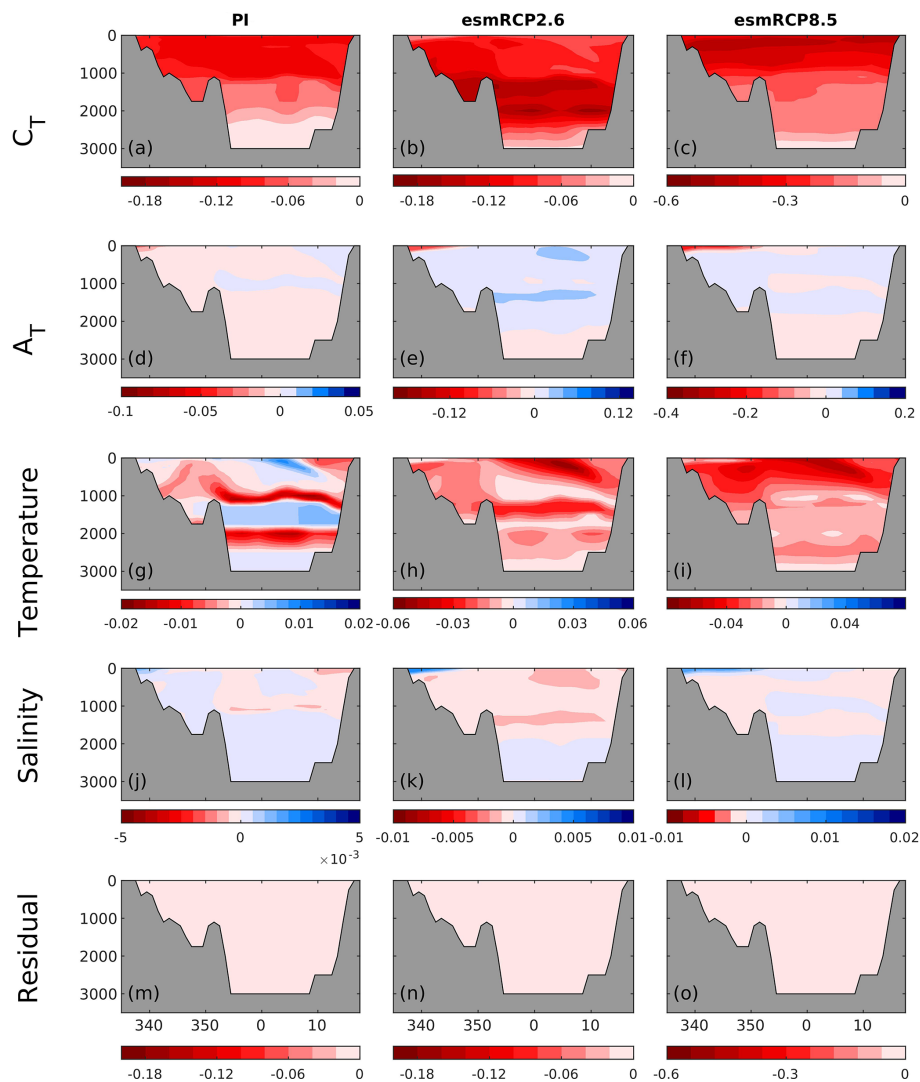 PI esmRCP2.6 esmRCP8.5
C_T
0 1000 2000 3000
(a) (b) (c)
-0.18 -0.12 -0.06 0 -0.18 -0.12 -0.06 0 -0.6 -0.3 0
A_T
0 1000 2000 3000
(d) (e) (f)
-0.1 -0.05 0 0.05 -0.12 0 0.12 -0.4 -0.2 0 0.2
Temperature
0 1000 2000 3000
(g) (h) (i)
-0.02 -0.01 0 0.01 0.02 -0.06 -0.03 0 0.03 0.06 -0.04 0 0.04
Salinity
0 1000 2000 3000
(j) (k) (l)
-5 0 5 -0.01 -0.005 0 0.005 0.01 -0.01 0 0.01 0.02
×10⁻³
Residual
0 1000 2000 3000
(m) (n) (o)
340 350 0 10 340 350 0 10 340 350 0 10
-0.18 -0.12 -0.06 0 -0.18 -0.12 -0.06 0 -0.6 -0.3 0